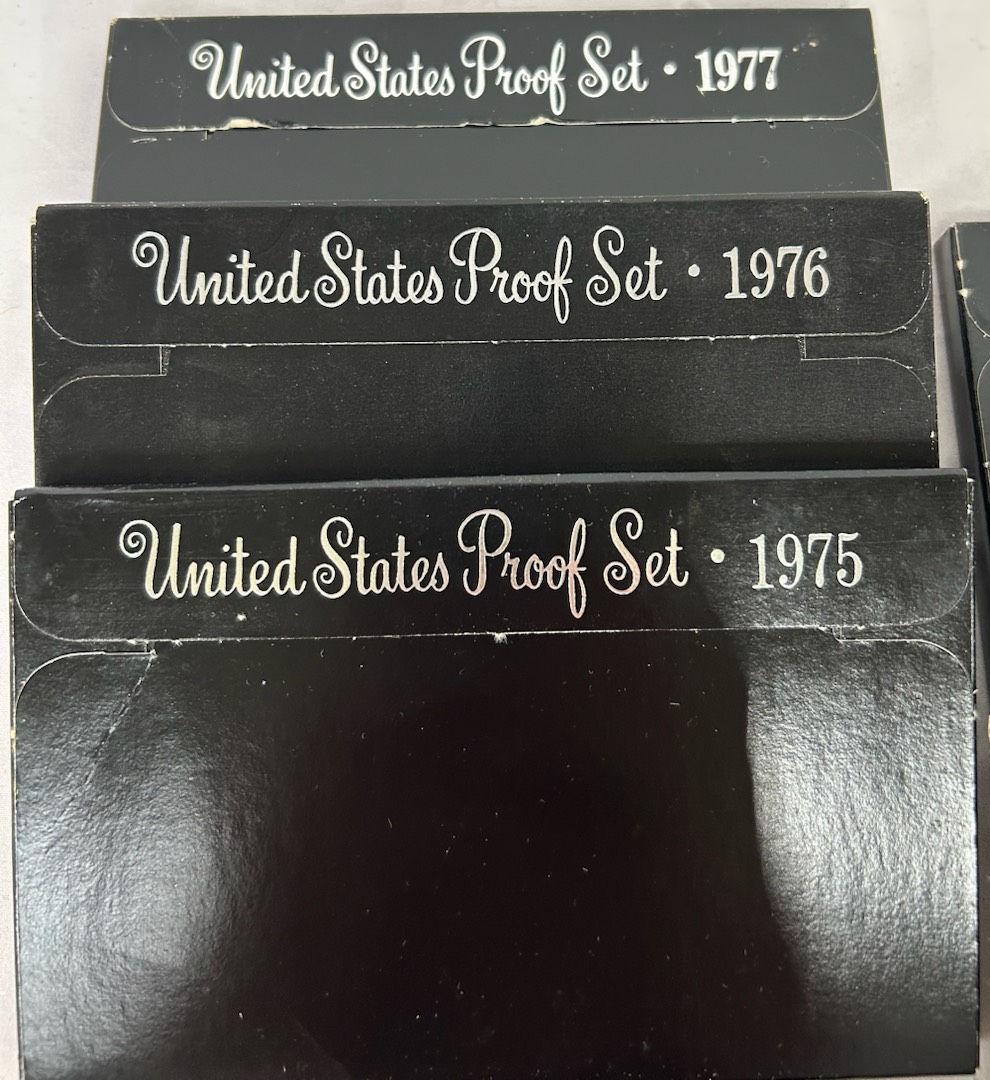 United States Proof Set • 1977
United States Proof Set • 1976
United States Proof Set • 1975